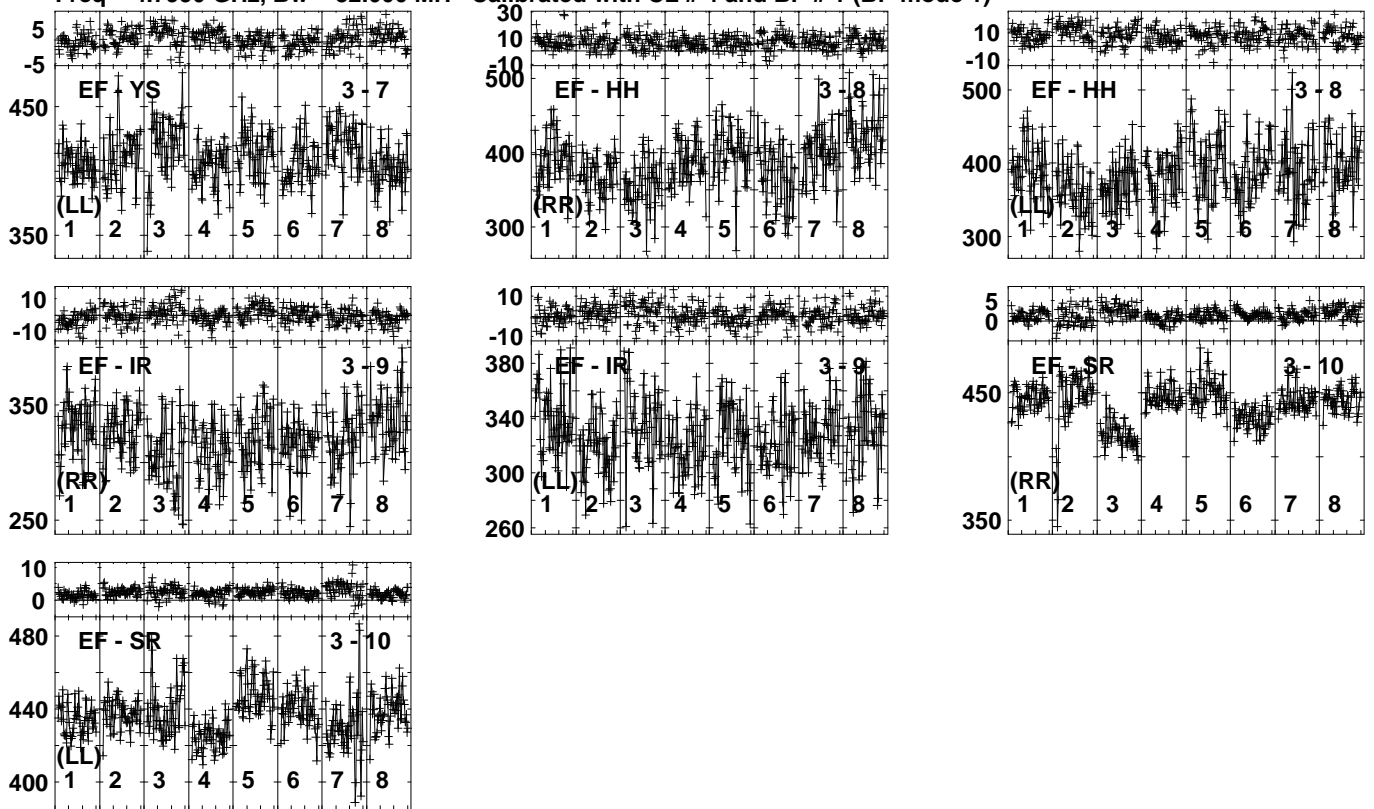 5
-5
450
350
EF - YS 3 - 7
(LL)
1 2 3 4 5 6 7 8
30
10
-10
500
400
300
EF - HH 3 - 8
(RR)
1 2 3 4 5 6 7 8
10
-10
500
400
300
EF - HH 3 - 8
(LL)
1 2 3 4 5 6 7 8
10
-10
350
250
EF - IR 3 - 9
(RR)
1 2 3 4 5 6 7 8
10
-10
380
340
300
260
EF - IR 3 - 9
(LL)
1 2 3 4 5 6 7 8
5
0
450
350
EF - SR 3 - 10
(RR)
1 2 3 4 5 6 7 8
10
0
480
440
400
EF - SR 3 - 10
(LL)
1 2 3 4 5 6 7 8